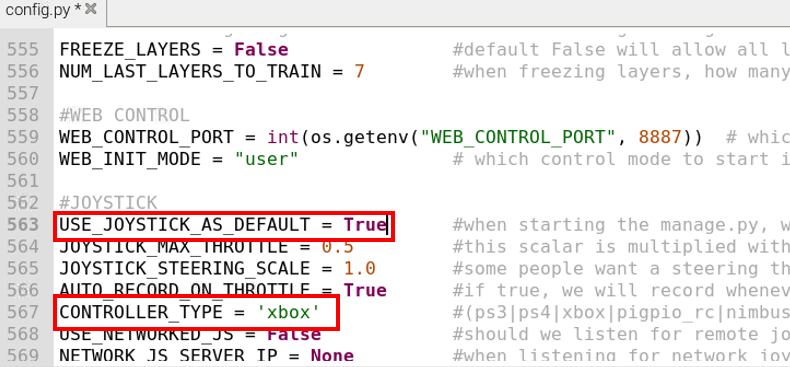 config.py * ✖
555 FREEZE_LAYERS = False #default False will allow all l
556 NUM_LAST_LAYERS_TO_TRAIN = 7 #when freezing layers, how many
557
558 #WEB CONTROL
559 WEB_CONTROL_PORT = int(os.getenv("WEB_CONTROL_PORT", 8887)) # whic
560 WEB_INIT_MODE = "user" # which control mode to start i
561
562 #JOYSTICK
563 USE_JOYSTICK_AS_DEFAULT = True #when starting the manage.py, w
564 JOYSTICK_MAX_THROTTLE = 0.5 #this scalar is multiplied with
565 JOYSTICK_STEERING_SCALE = 1.0 #some people want a steering th
566 AUTO_RECORD_ON_THROTTLE = True #if true, we will record whenev
567 CONTROLLER_TYPE = 'xbox' #(ps3|ps4|xbox|pigpio_rc|nimbus
568 USE_NETWORKED_JS = False #should we listen for remote jo
569 NETWORK_JS_SERVER_IP = None #when listening for network joy